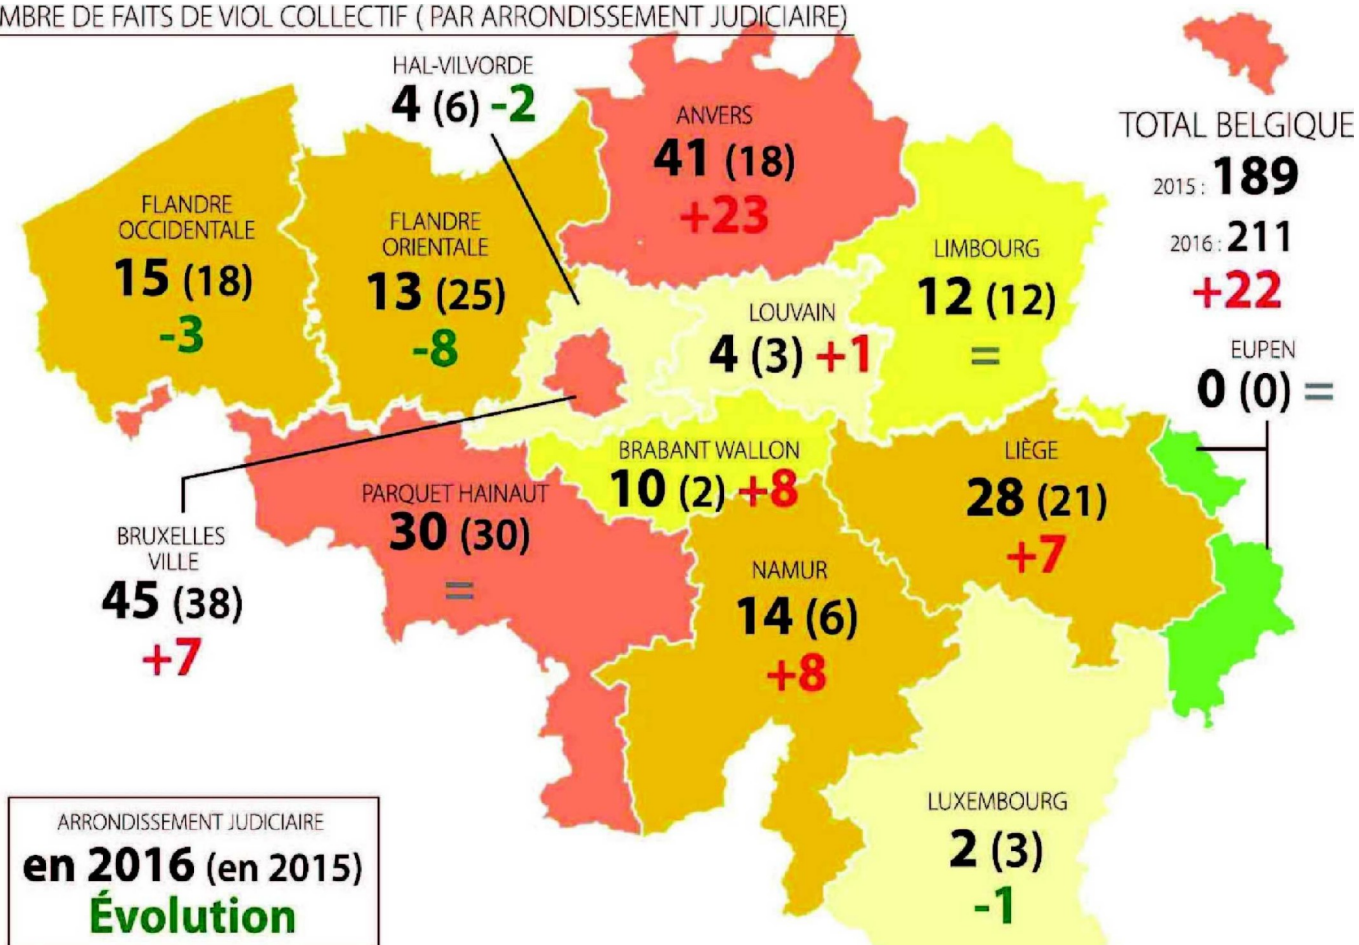 MBRE DE FAITS DE VIOL COLLECTIF ( PAR ARRONDISSEMENT JUDICIAIRE)
HAL-VILVORDE
4 (6) -2
ANVERS
41 (18)
+23
TOTAL BELGIQUE
2015 : 189
2016 : 211
+22
FLANDRE
OCCIDENTALE
15 (18)
-3
FLANDRE
ORIENTALE
13 (25)
-8
LIMBOURG
12 (12)
=
LOUVAIN
4 (3) +1
EUPEN
0 (0) =
BRABANT WALLON
10 (2) +8
LIÈGE
28 (21)
+7
PARQUET HAINAUT
30 (30)
=
BRUXELLES
VILLE
45 (38)
+7
NAMUR
14 (6)
+8
LUXEMBOURG
2 (3)
-1
ARRONDISSEMENT JUDICIAIRE
en 2016 (en 2015)
Évolution